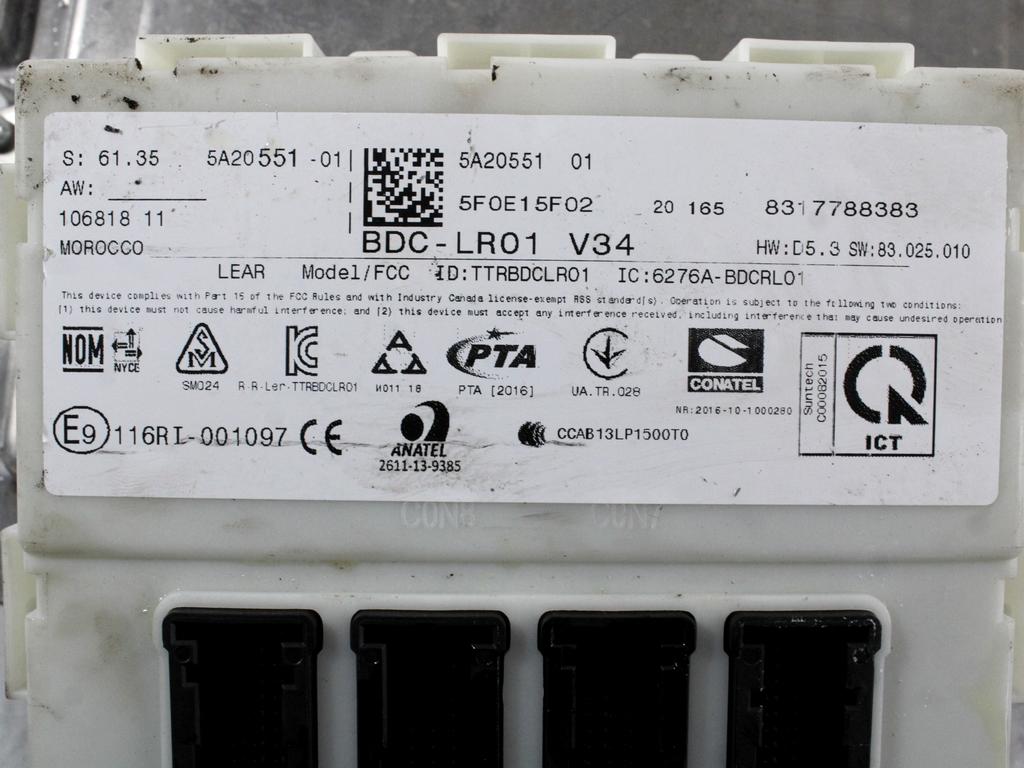 S: 61.35 5A20551 -01 5A20551 01
AW:
5F0E15F02 20 165 8317788383
106818 11
MOROCCO BDC-LR01 V34 HW:D5.3 SW:83.025.010
LEAR Model/FCC ID:TTRBDCLR01 IC:6276A-BDCRL01
This device complies with Part 15 of the FCC Rules and with Industry Canada license-exempt RSS standard(s). Operation is subject to the following two conditions:
(1) this device must not cause harmful interference; and (2) this device must accept any interference received, including interference that may cause undesired operation
NOM NYCE
SMQ24
R-R-Ler-TTRBDCLR01
A A A
PTA
PTA [2016]
UA.TR.028
CONATEL
NR:2016-10-1000280
Suntech
C00082015
ICT
E9 116RI-001097 CE
ANATEL
2611-13-9385
CCAB13LP1500T0
CON8 CON7